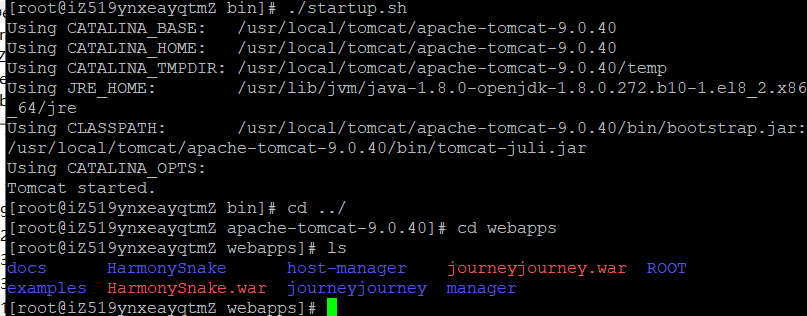 [root@iZ519ynxeayqtmZ bin]# ./startup.sh
Using CATALINA_BASE:   /usr/local/tomcat/apache-tomcat-9.0.40
Using CATALINA_HOME:   /usr/local/tomcat/apache-tomcat-9.0.40
Using CATALINA_TMPDIR: /usr/local/tomcat/apache-tomcat-9.0.40/temp
Using JRE_HOME:        /usr/lib/jvm/java-1.8.0-openjdk-1.8.0.272.b10-1.el8_2.x86
_64/jre
Using CLASSPATH:       /usr/local/tomcat/apache-tomcat-9.0.40/bin/bootstrap.jar:
/usr/local/tomcat/apache-tomcat-9.0.40/bin/tomcat-juli.jar
Using CATALINA_OPTS:
Tomcat started.
[root@iZ519ynxeayqtmZ bin]# cd ../
[root@iZ519ynxeayqtmZ apache-tomcat-9.0.40]# cd webapps
[root@iZ519ynxeayqtmZ webapps]# ls
docs      HarmonySnake      host-manager    journeyjourney.war  ROOT
examples  HarmonySnake.war  journeyjourney  manager
[root@iZ519ynxeayqtmZ webapps]#